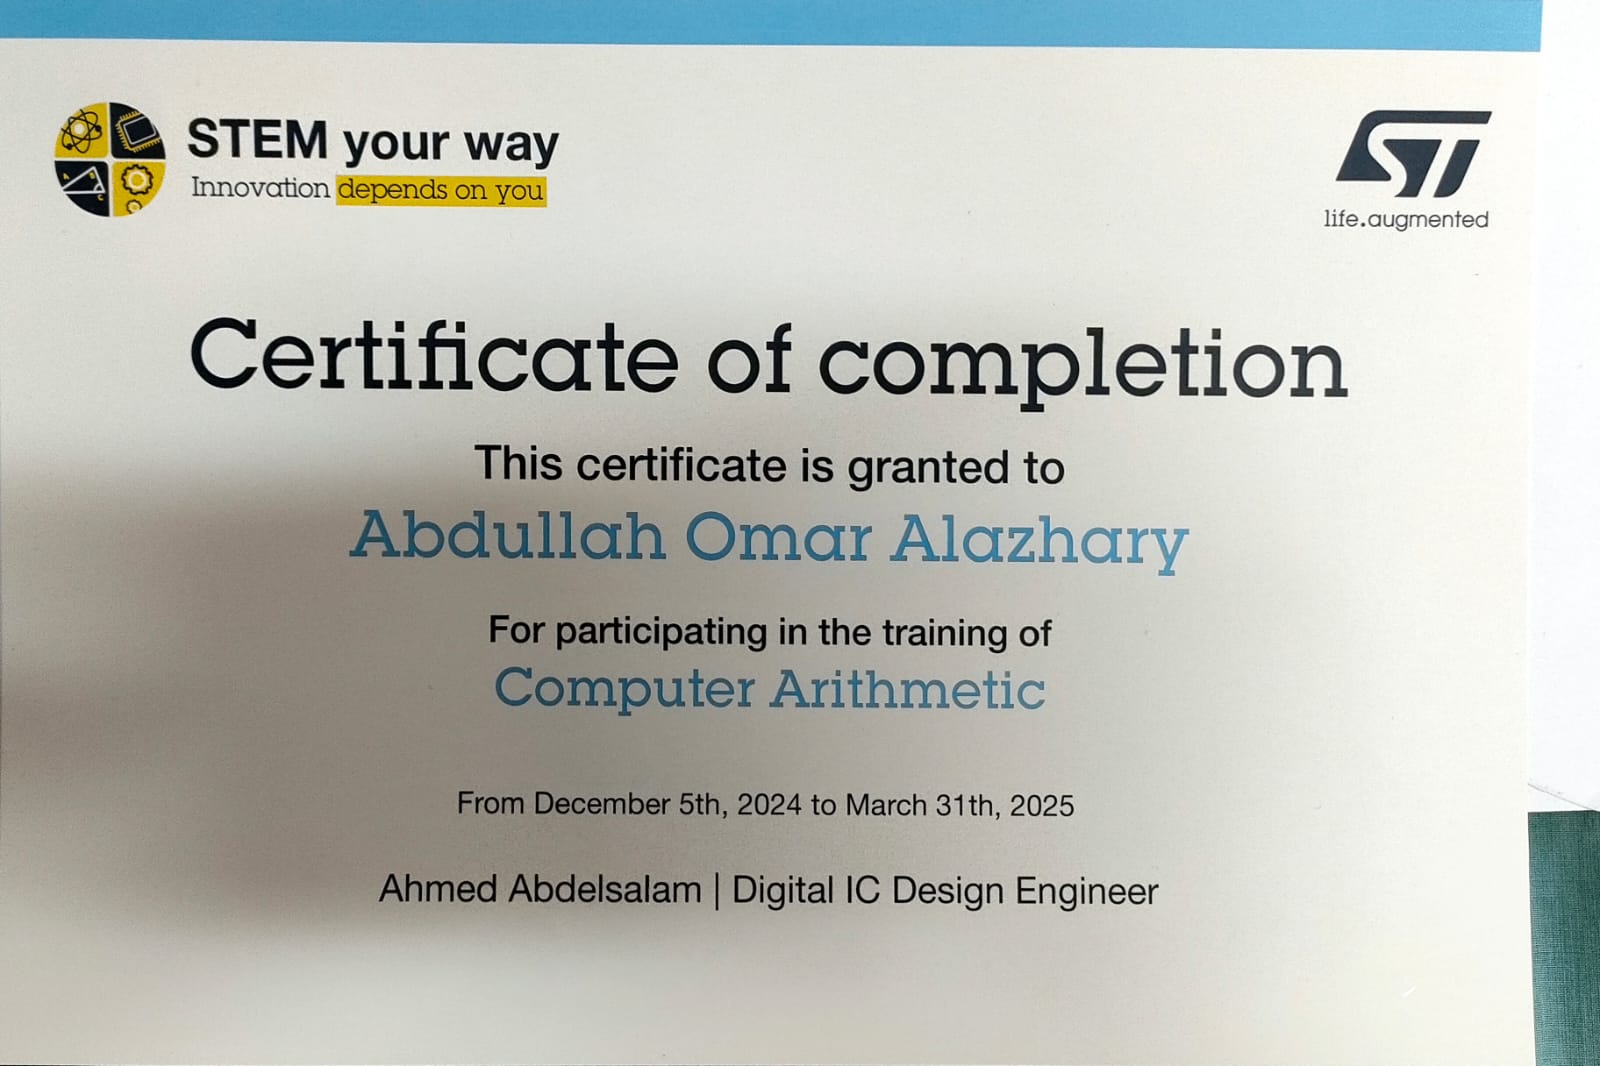 STEM your way
Innovation depends on you
ST
life.augmented
Certificate of completion
This certificate is granted to
Abdullah Omar Alazhary
For participating in the training of
Computer Arithmetic
From December 5th, 2024 to March 31th, 2025
Ahmed Abdelsalam | Digital IC Design Engineer